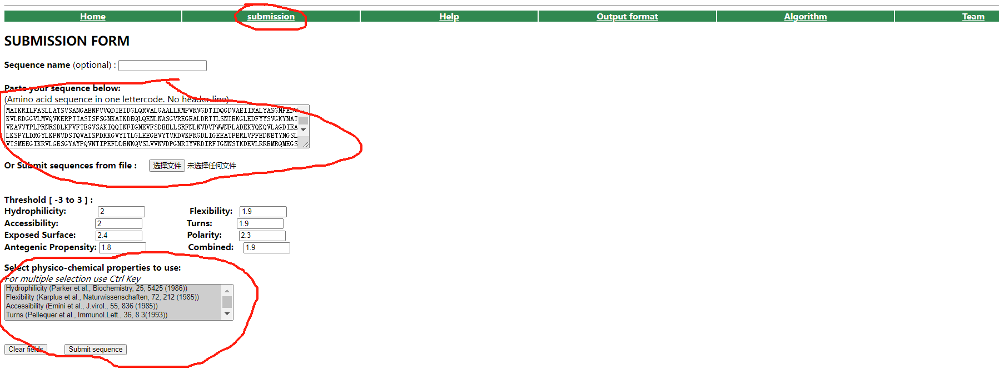 Home submission Help Output format Algorithm Team
SUBMISSION FORM
Sequence name (optional) :
Paste your sequence below:
(Amino acid sequence in one lettercode. No header line)
MAIKRILFASLLATSVSANGAENFVVQDIEIDGLQRVALGAALLKMPVRVGDTIDQGDVAEIIRALYASGNFEDV
KVLRDGGVLMVQVKERPTIASISFSGNKAIKDEQLQENLNASGVREGEALDRTTLSNIEKGLEDFYYSVGKYNAT
VKAVVTPLPRNRSDLKFVFTEGVSAKIQQINFIGNEVFSDEELLSRFNLNVDVPWWNFLADEKYQKQVLAGDIEA
LKSFYLDRGYLKFNVDSTQVAISPDKKGVYITLGLEEGEVYTVKDVKFRGDLIGEEATFERLVPFEDNETYNGSL
VTSMEEGIKRVLGESGYAYPQVNTIPEFDDENKQVSLVVNVDPGNRIYVRDIRFTGNNSTKDEVLRREMRQMEGS
Or Submit sequences from file : 选择文件 未选择任何文件
Threshold [ -3 to 3 ] :
Hydrophilicity: 2 Flexibility: 1.9
Accessibility: 2 Turns: 1.9
Exposed Surface: 2.4 Polarity: 2.3
Antegenic Propensity: 1.8 Combined: 1.9
Select physico-chemical properties to use:
For multiple selection use Ctrl Key
Hydrophilicity (Parker et al., Biochemistry, 25, 5425 (1986))
Flexibility (Karplus et al., Naturwissenschaften, 72, 212 (1985))
Accessibility (Emini et al., J.virol., 55, 836 (1985))
Turns (Pellequer et al., Immunol.Lett., 36, 8 3(1993))
Clear fields Submit sequence